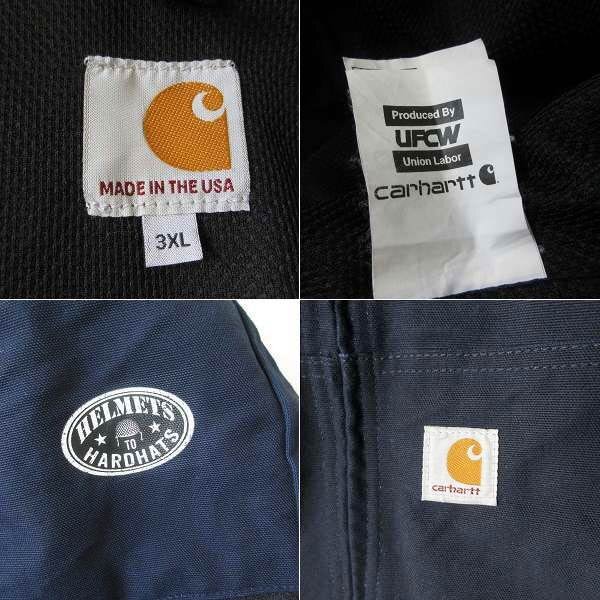 MADE IN THE USA
3XL
Produced By
UFCW
Union Labor
carhartt
HELMETS
TO
HARDHATS
carhartt